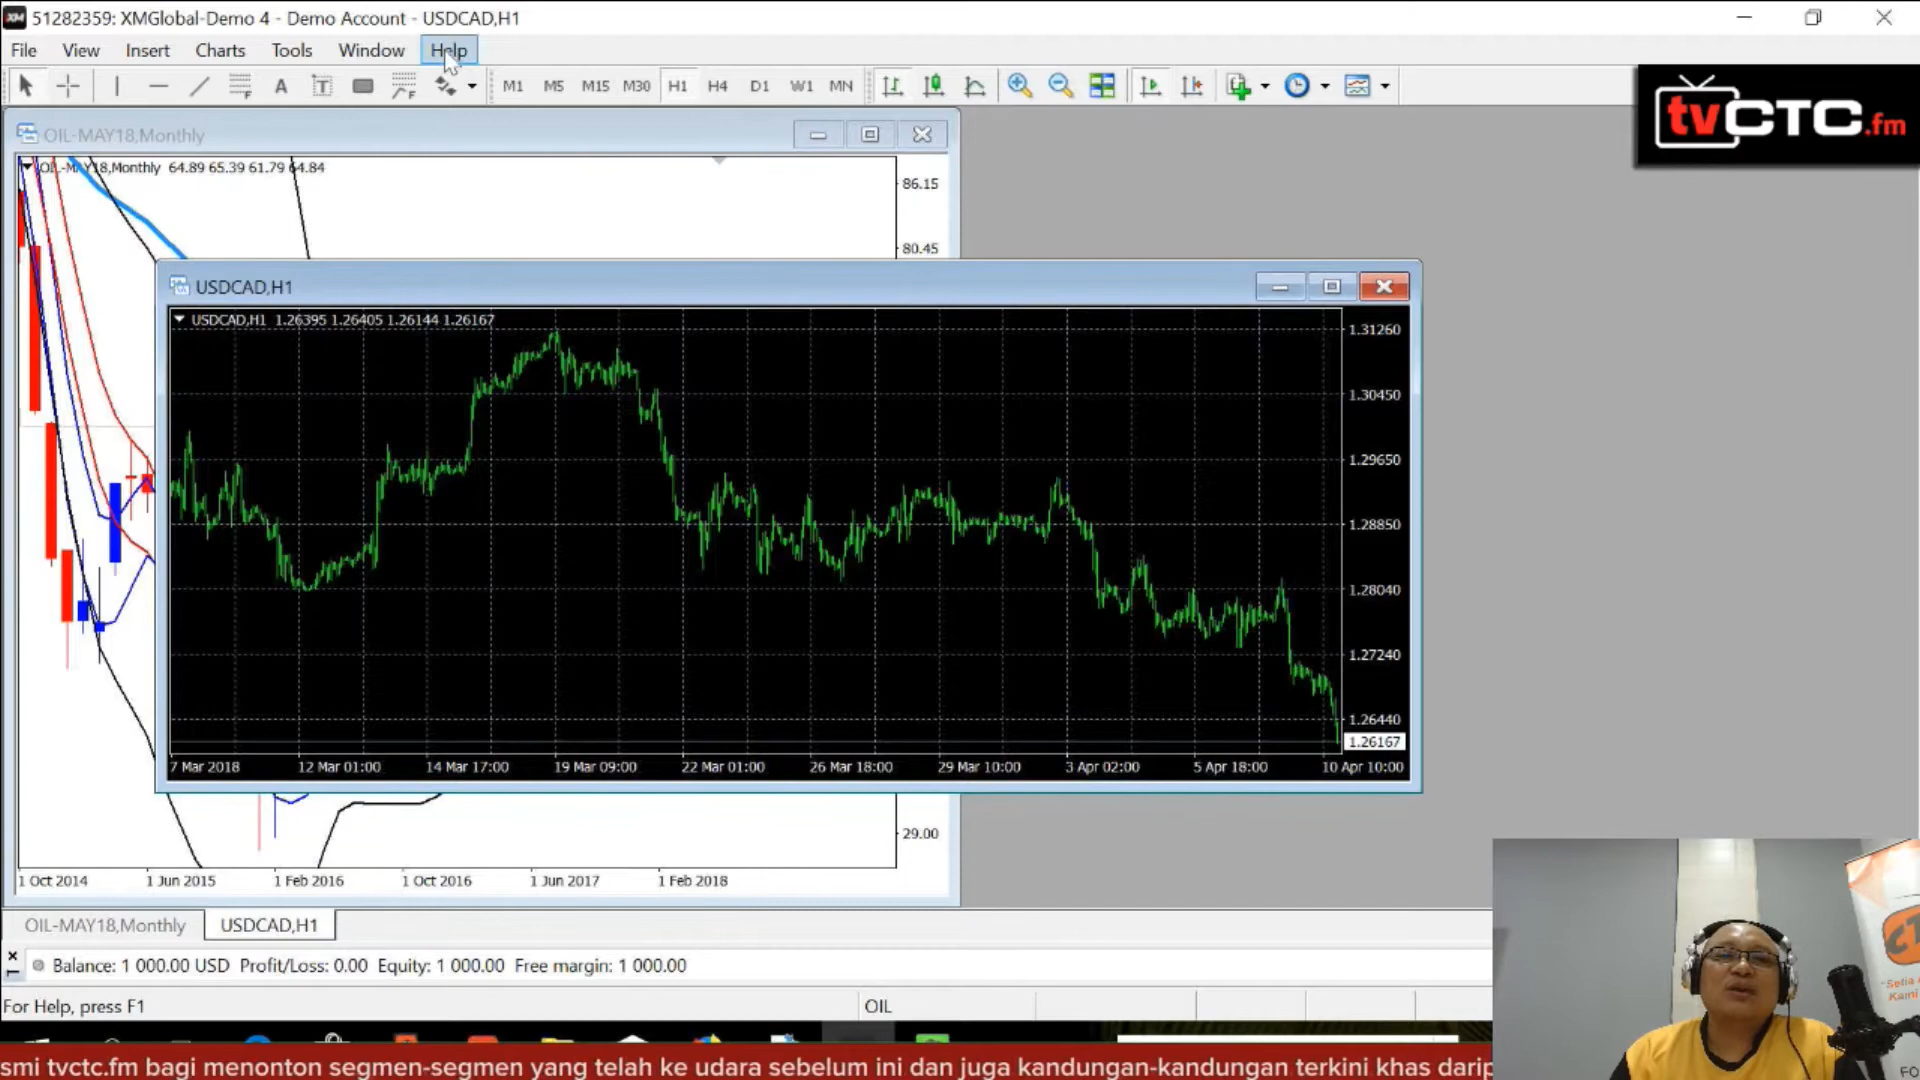 51282359: XMGlobal-Demo 4 - Demo Account - USDCAD,H1
File View Insert Charts Tools Window Help
M1 M5 M15 M30 H1 H4 D1 W1 MN
tvCTC.fm
OIL-MAY18,Monthly
64.89 65.39 61.79 64.84
86.15
80.45
USDCAD,H1
USDCAD,H1 1.26395 1.26405 1.26144 1.26167
1.31260
1.30450
1.29650
1.28850
1.28040
1.27240
1.26440
1.26167
7 Mar 2018 12 Mar 01:00 14 Mar 17:00 19 Mar 09:00 22 Mar 01:00 26 Mar 18:00 29 Mar 10:00 3 Apr 02:00 5 Apr 18:00 10 Apr 10:00
29.00
1 Oct 2014 1 Jun 2015 1 Feb 2016 1 Oct 2016 1 Jun 2017 1 Feb 2018
OIL-MAY18,Monthly USDCAD,H1
Balance: 1 000.00 USD Profit/Loss: 0.00 Equity: 1 000.00 Free margin: 1 000.00
For Help, press F1 OIL
"Setia
Kami
FO
smi tvctc.fm bagi menonton segmen-segmen yang telah ke udara sebelum ini dan juga kandungan-kandungan terkini khas darip